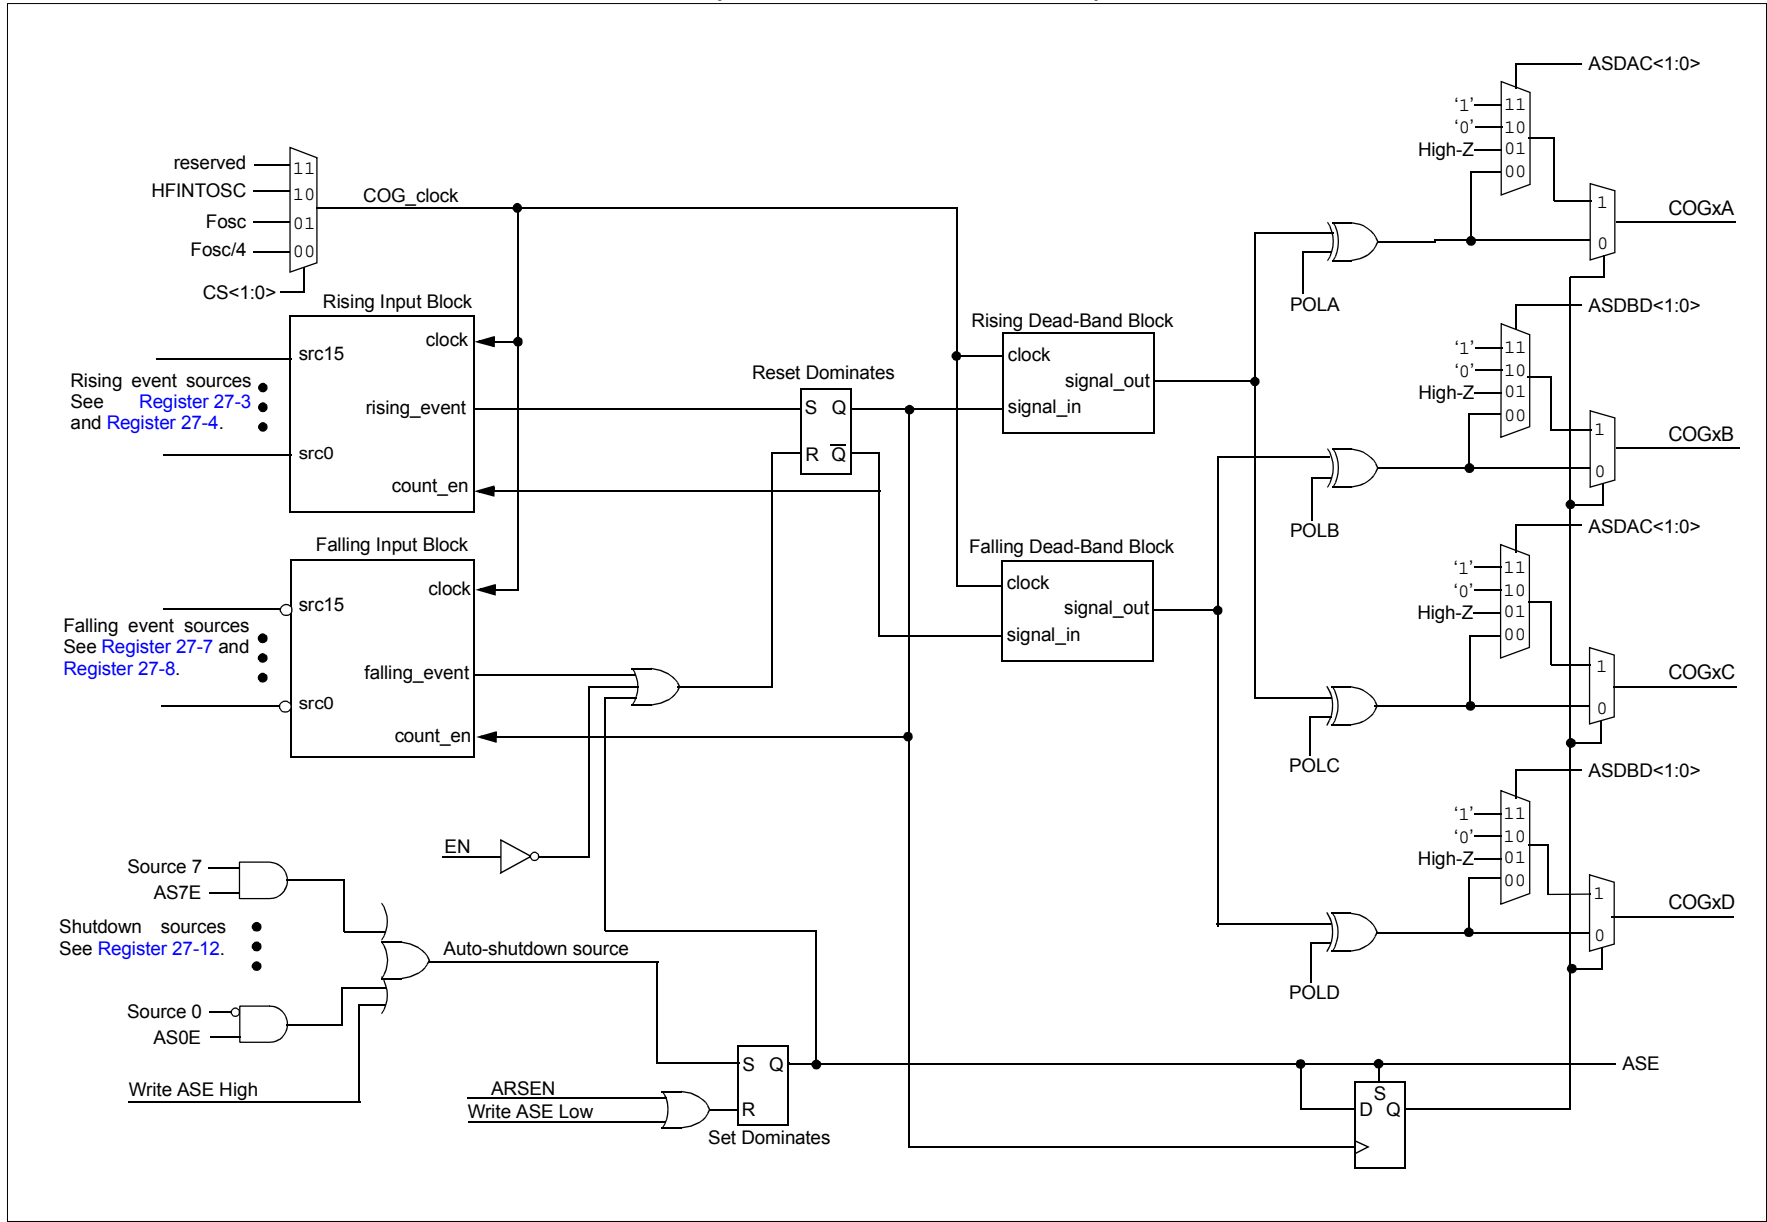 ASDAC<1:0>
‘1’ 11
‘0’ 10
High-Z 01
00
1
COGxA
0
POLA
reserved 11
HFINTOSC 10
Fosc 01
Fosc/4 00
CS<1:0>
COG_clock
Rising Input Block
clock
src15
Rising event sources
See Register 27-3
and Register 27-4.
rising_event
src0
count_en
Reset Dominates
S Q
R Q
Rising Dead-Band Block
clock
signal_out
signal_in
ASDBD<1:0>
‘1’ 11
‘0’ 10
High-Z 01
00
1
COGxB
0
POLB
Falling Input Block
clock
src15
Falling event sources
See Register 27-7 and
Register 27-8.
falling_event
src0
count_en
Falling Dead-Band Block
clock
signal_out
signal_in
ASDAC<1:0>
‘1’ 11
‘0’ 10
High-Z 01
00
1
COGxC
0
POLC
EN
Source 7
AS7E
Shutdown sources
See Register 27-12.
Source 0
AS0E
Write ASE High
Auto-shutdown source
ARSEN
Write ASE Low
S Q
R
Set Dominates
ASDBD<1:0>
‘1’ 11
‘0’ 10
High-Z 01
00
1
COGxD
0
POLD
ASE
S
D Q